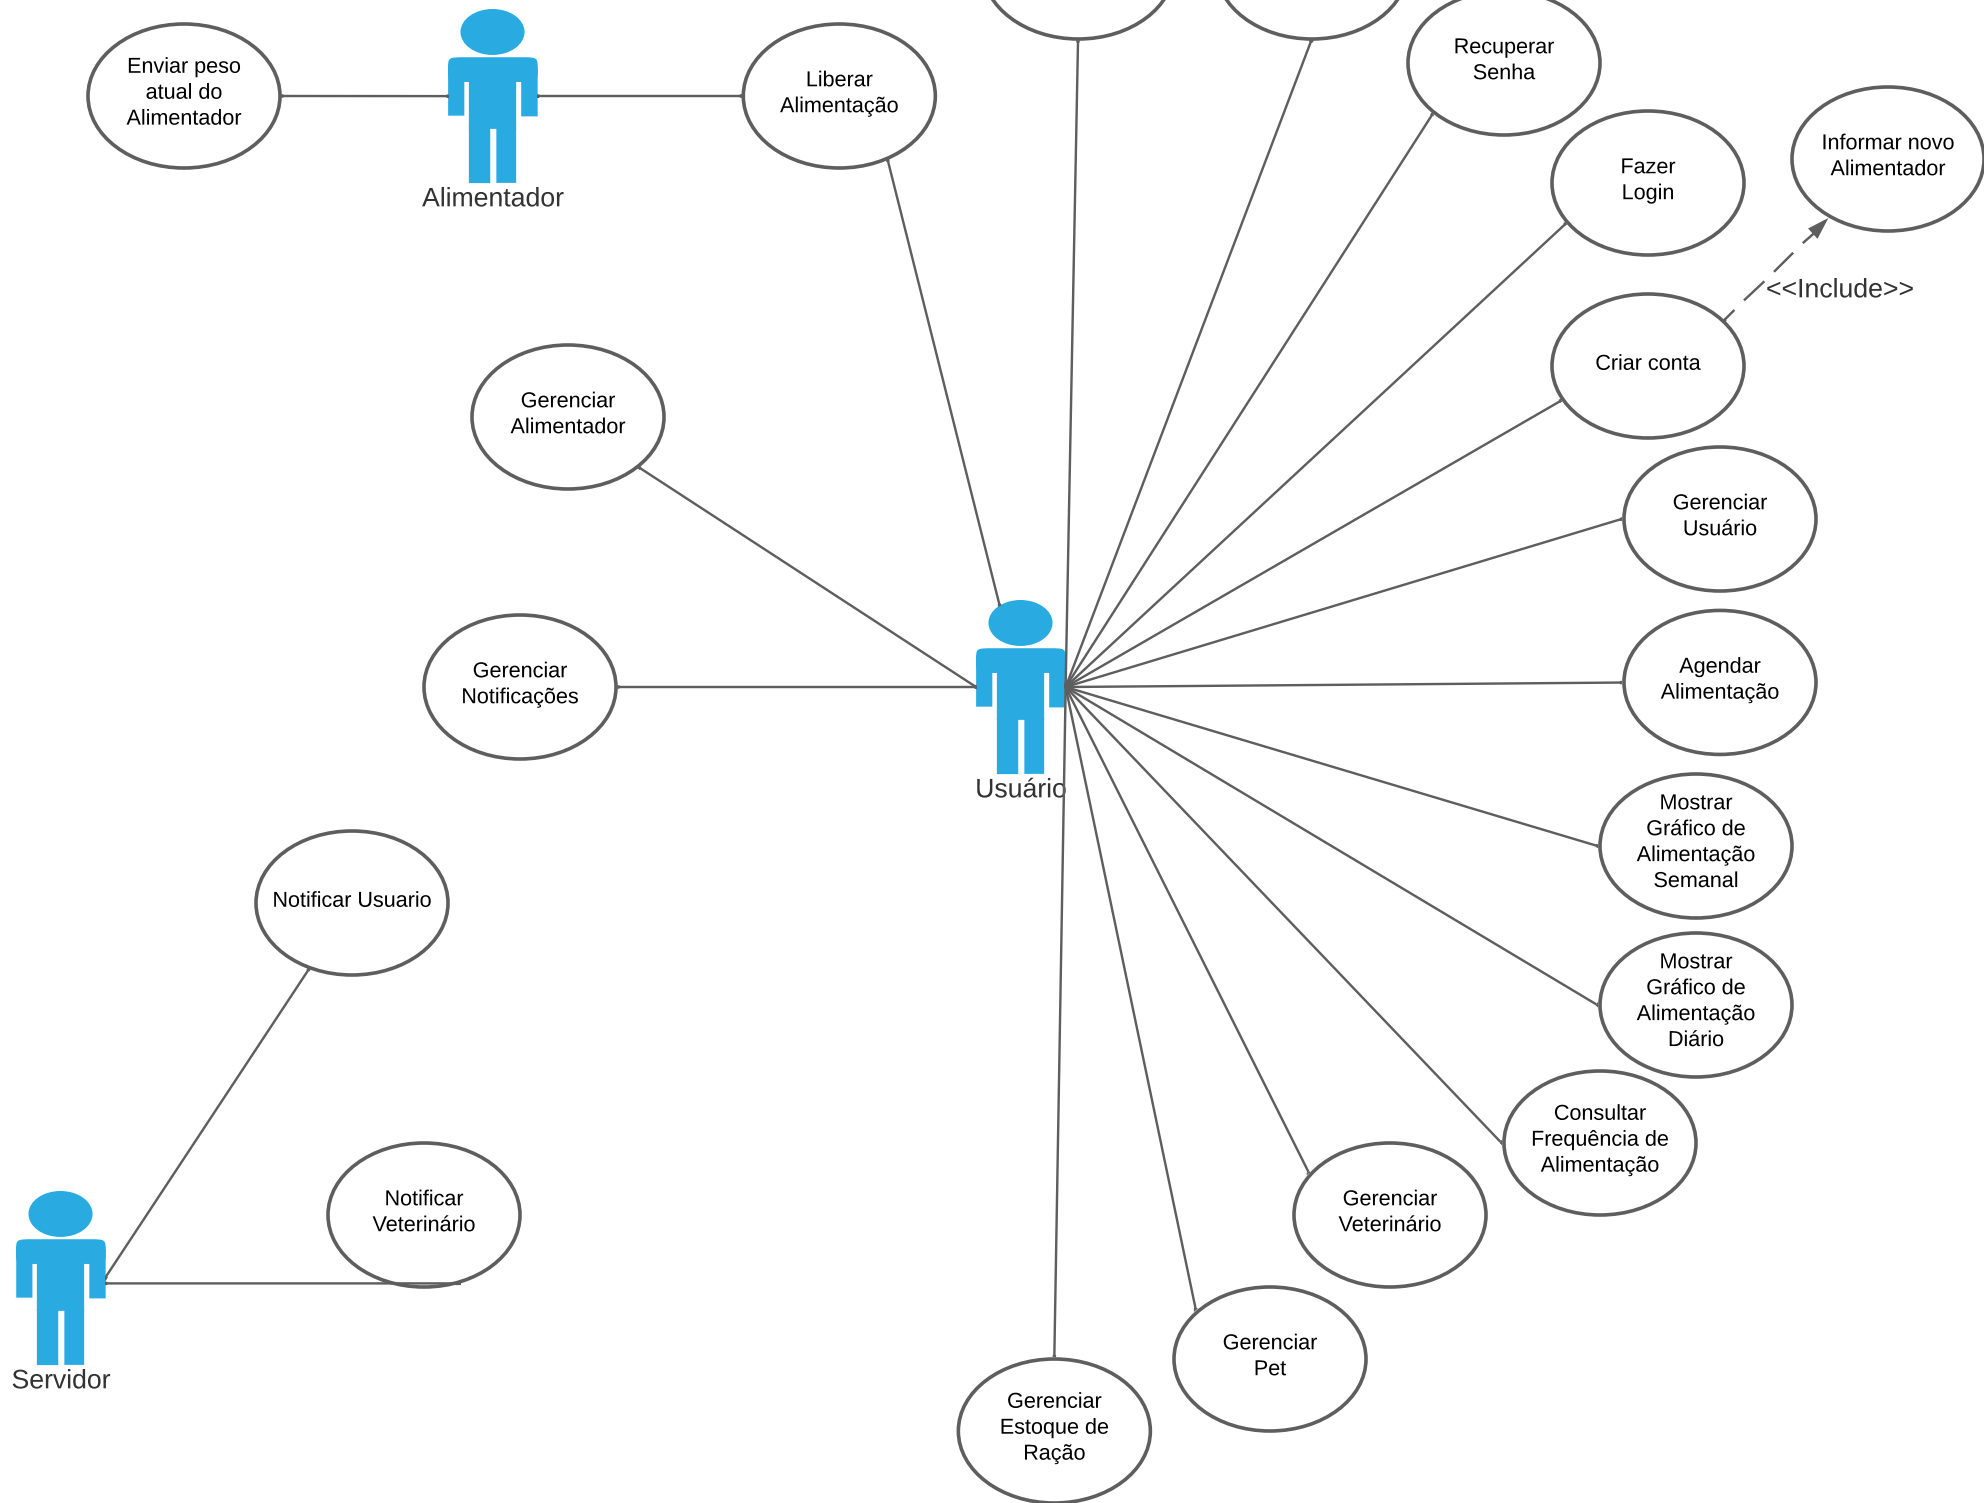 Enviar peso
atual do
Alimentador
Alimentador
Liberar
Alimentação
Recuperar
Senha
Fazer
Login
Informar novo
Alimentador
<<Include>>
Criar conta
Gerenciar
Alimentador
Gerenciar
Usuário
Gerenciar
Notificações
Usuário
Agendar
Alimentação
Mostrar
Gráfico de
Alimentação
Semanal
Notificar Usuario
Mostrar
Gráfico de
Alimentação
Diário
Consultar
Frequência de
Alimentação
Notificar
Veterinário
Gerenciar
Veterinário
Servidor
Gerenciar
Pet
Gerenciar
Estoque de
Ração